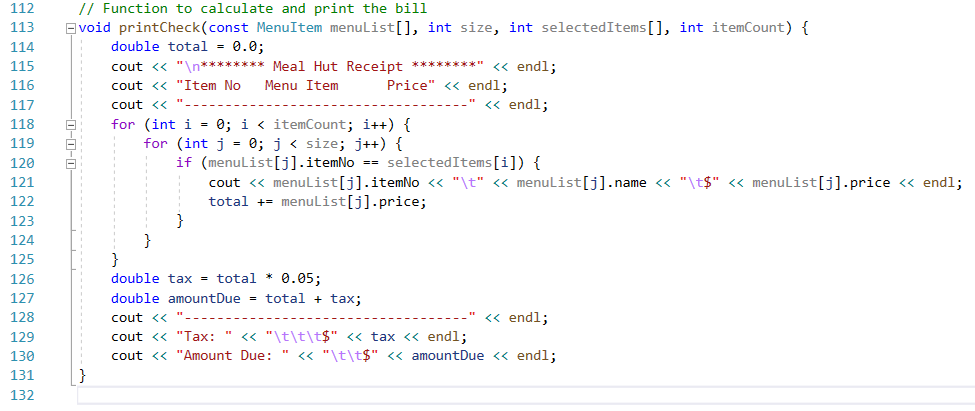 112 // Function to calculate and print the bill
113 void printCheck(const MenuItem menuList[], int size, int selectedItems[], int itemCount) {
114 double total = 0.0;
115 cout << "\n******** Meal Hut Receipt ********" << endl;
116 cout << "Item No   Menu Item      Price" << endl;
117 cout << "-----------------------------------" << endl;
118 for (int i = 0; i < itemCount; i++) {
119 for (int j = 0; j < size; j++) {
120 if (menuList[j].itemNo == selectedItems[i]) {
121 cout << menuList[j].itemNo << "\t" << menuList[j].name << "\t$" << menuList[j].price << endl;
122 total += menuList[j].price;
123 }
124 }
125 }
126 double tax = total * 0.05;
127 double amountDue = total + tax;
128 cout << "-----------------------------------" << endl;
129 cout << "Tax: " << "\t\t\t$" << tax << endl;
130 cout << "Amount Due: " << "\t\t$" << amountDue << endl;
131 }
132